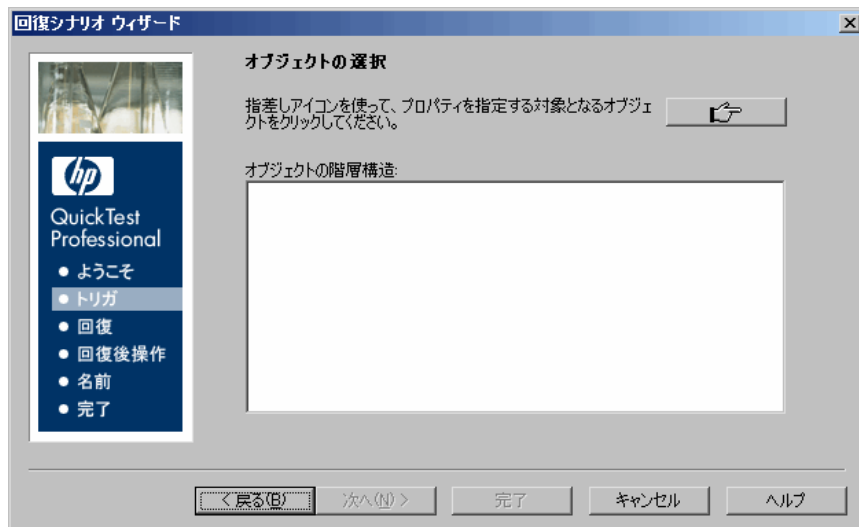 回復シナリオ ウィザード
オブジェクトの選択
指差しアイコンを使って、プロパティを指定する対象となるオブジェ
クトをクリックしてください。
オブジェクトの階層構造:
hp
QuickTest
Professional
● ようこそ
● トリガ
● 回復
● 回復後操作
● 名前
● 完了
< 戻る(B)
次へ(N) >
完了
キャンセル
ヘルプ